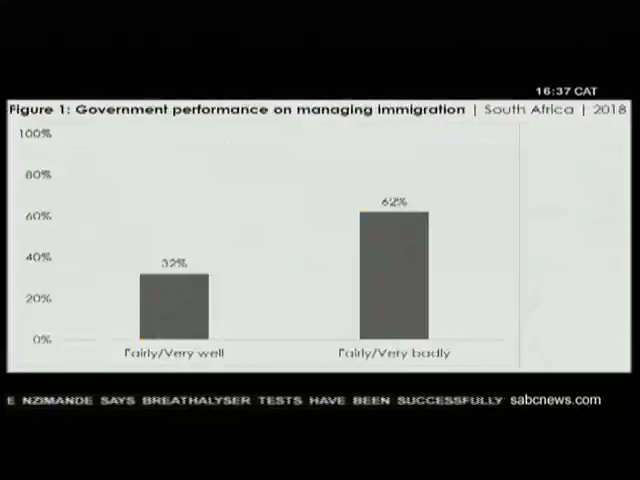 16:37 CAT
Figure 1: Government performance on managing immigration | South Africa | 2018
100%
80%
62%
60%
40%
32%
20%
0%
Fairly/Very well Fairly/Very badly
E NZIMANDE SAYS BREATHALYSER TESTS HAVE BEEN SUCCESSFULLY sabcnews.com